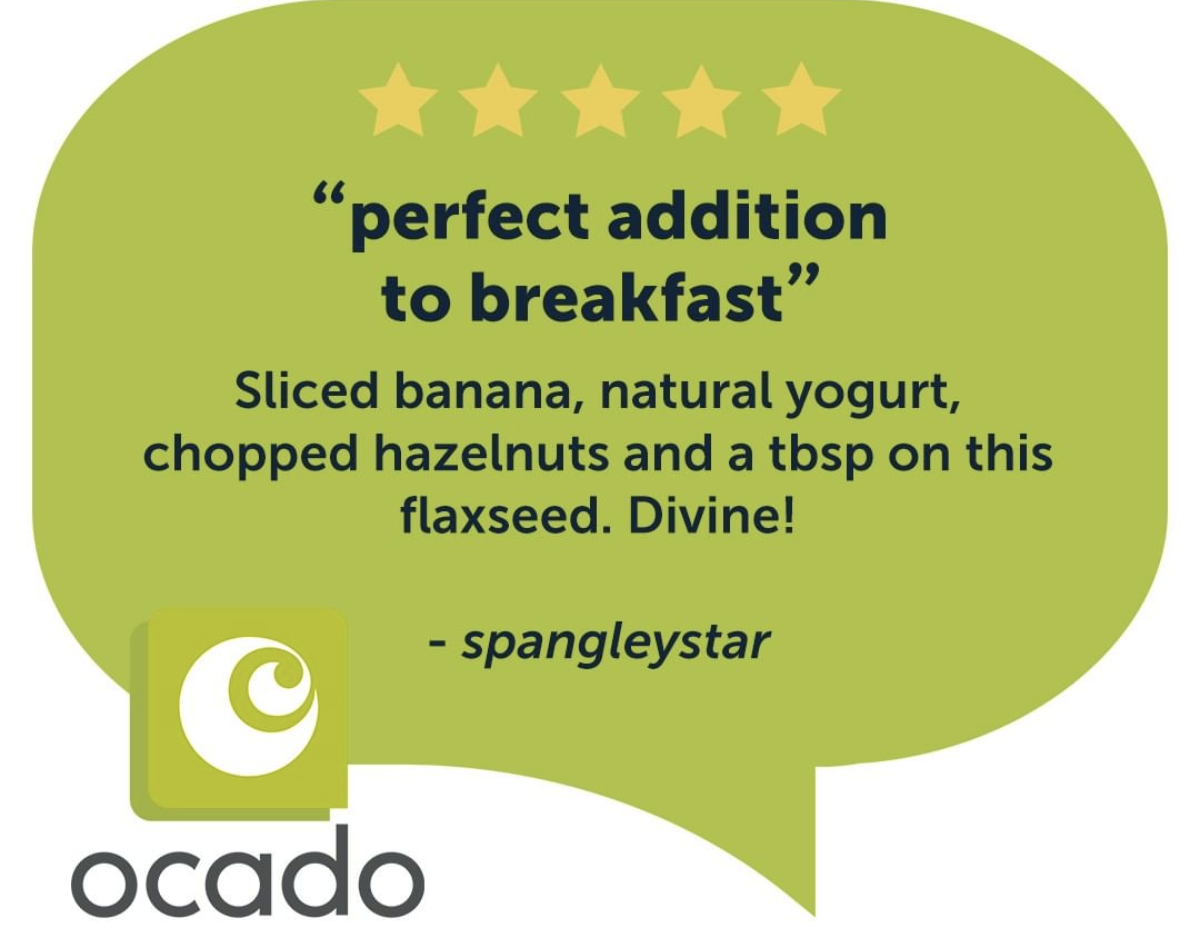 “perfect addition
to breakfast”
Sliced banana, natural yogurt,
chopped hazelnuts and a tbsp on this
flaxseed. Divine!
- spangleystar
ocado